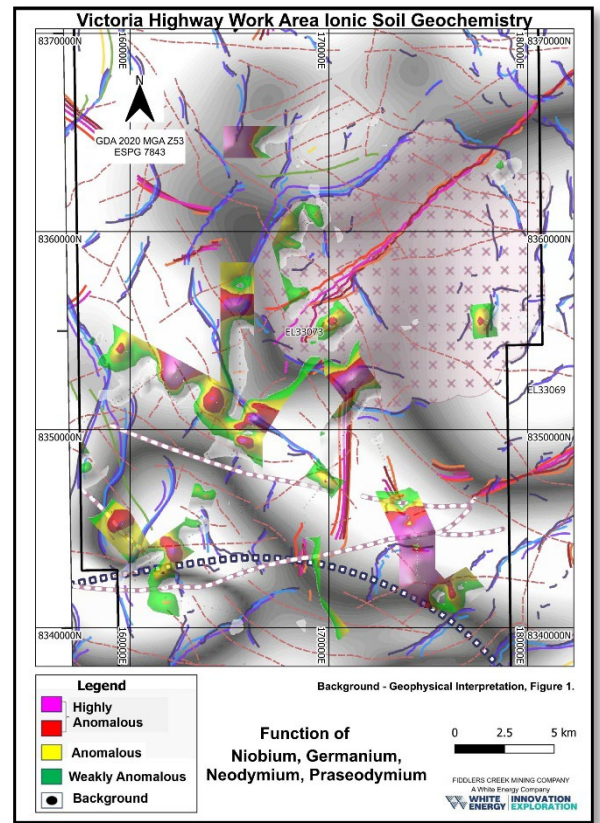 Victoria Highway Work Area Ionic Soil Geochemistry
8370000N
160000E
170000E
180000E
8370000N
N
GDA 2020 MGA Z53
ESPG 7843
8360000N
8360000N
EL33073
EL33069
8350000N
8350000N
8340000N
160000E
170000E
180000E
8340000N
Legend
Highly
Anomalous
Anomalous
Weakly Anomalous
Background
Background - Geophysical Interpretation, Figure 1.
Function of
Niobium, Germanium,
Neodymium, Praseodymium
0 2.5 5 km
FIDDLERS CREEK MINING COMPANY
A White Energy Company
WHITE ENERGY INNOVATION EXPLORATION